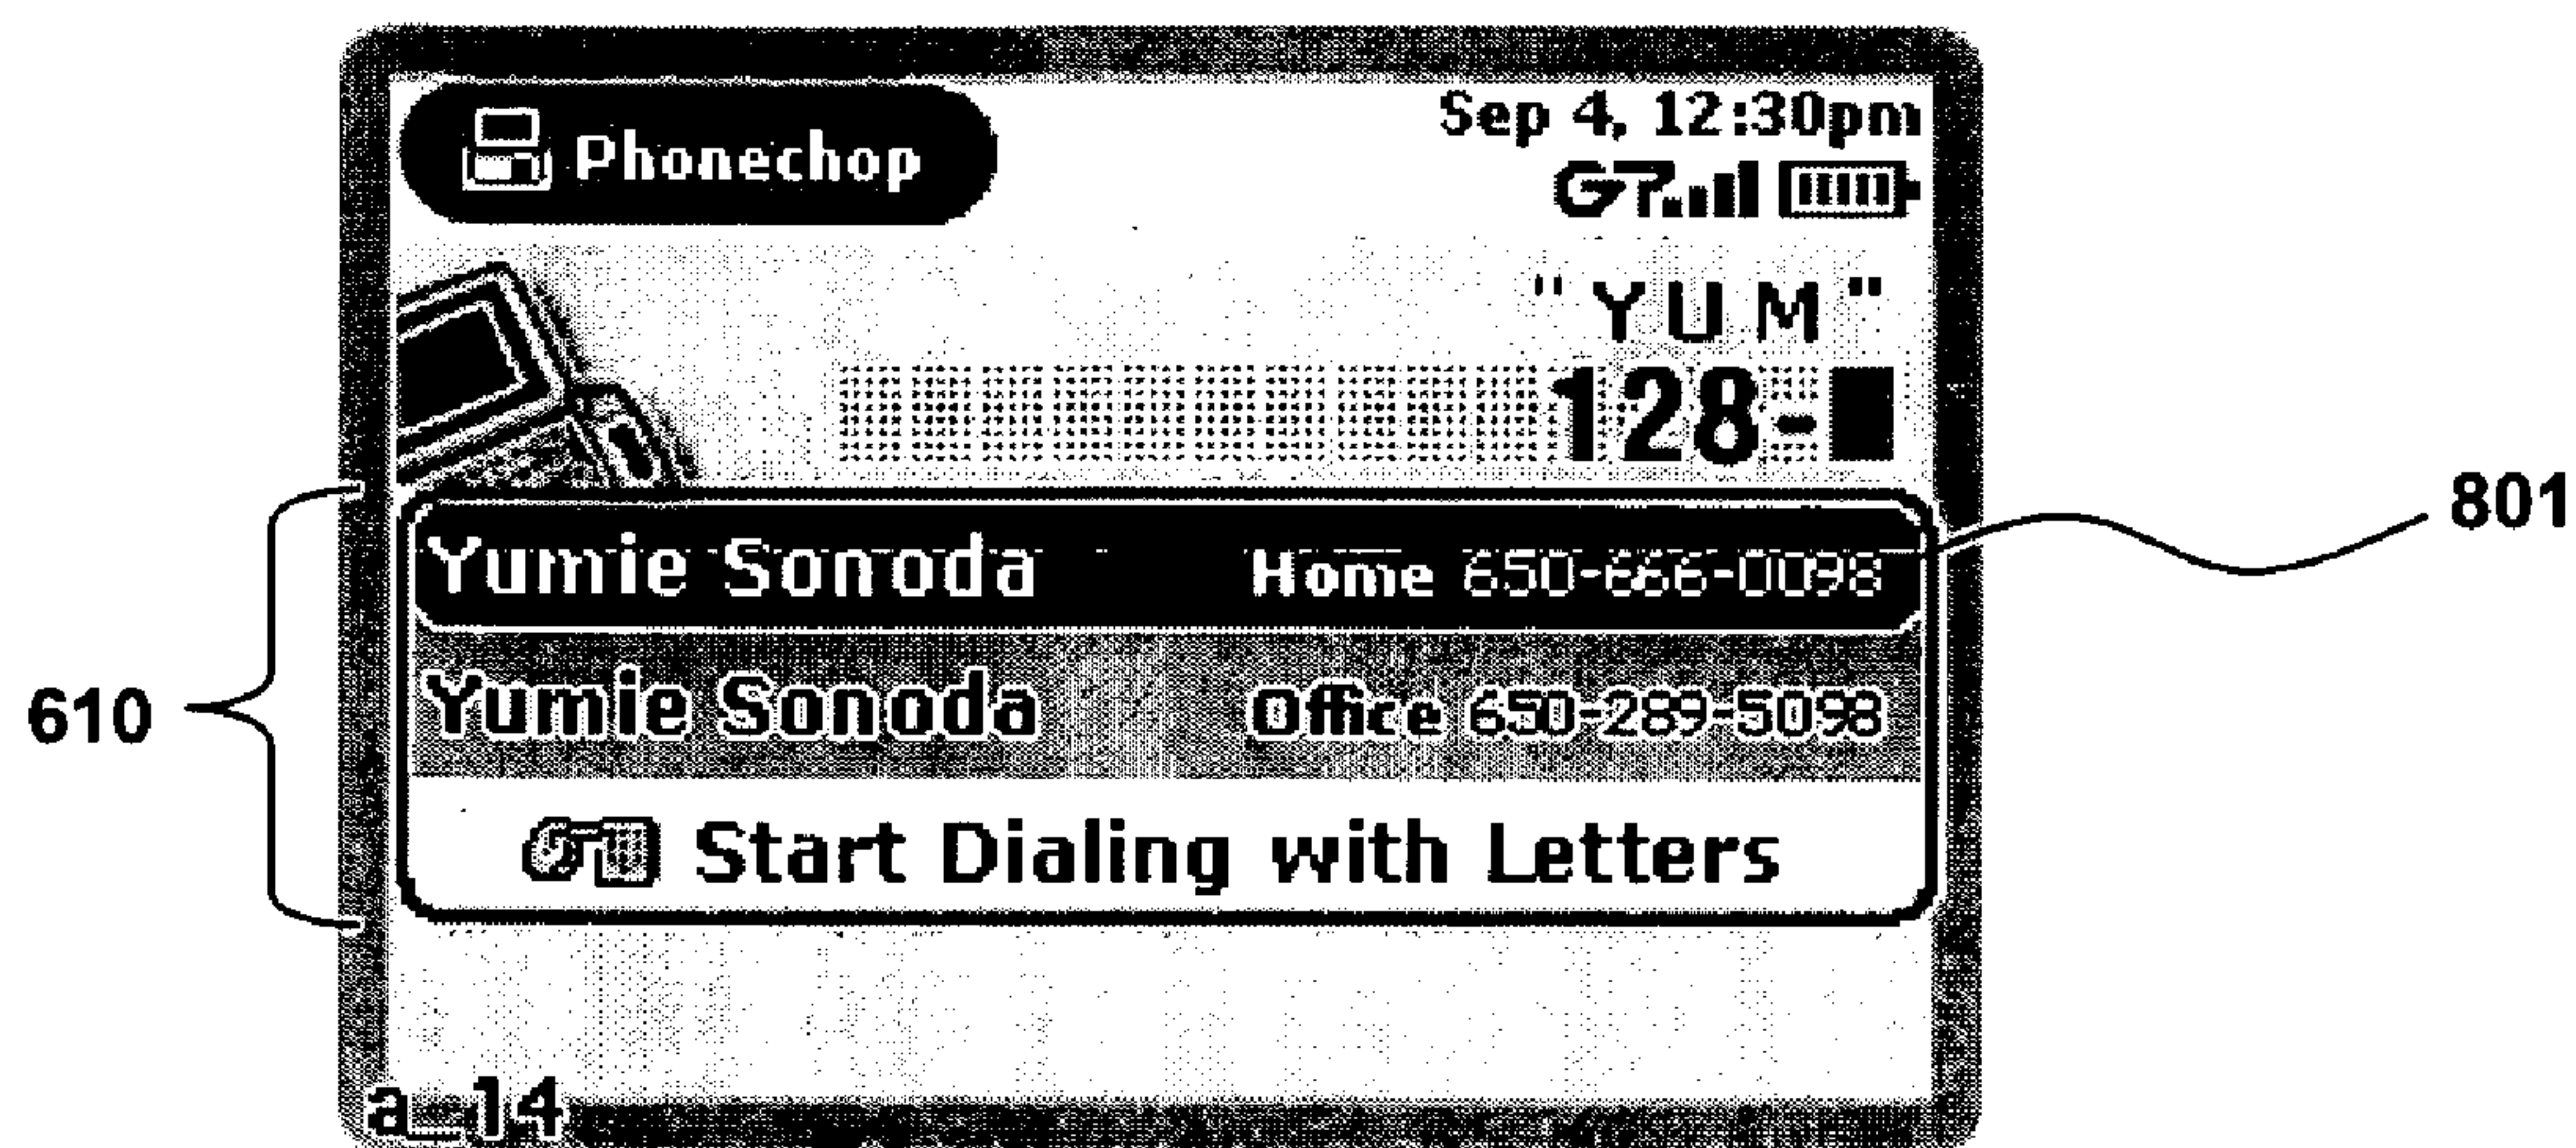 Phonechop
Sep 4, 12:30pm
"YUM"
128-
801
Yumie Sonoda Home 650-666-0098
Yumie Sonoda Office 650-289-5098
610
Start Dialing with Letters
a_14